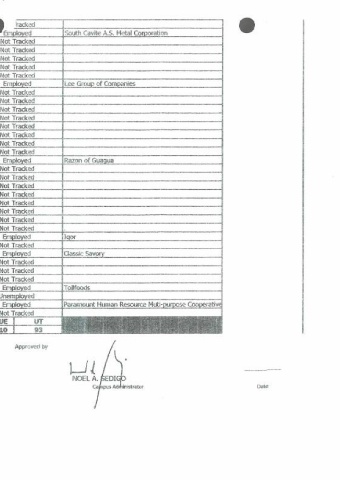 Tracked
Employed South Cavite A.S. Metal Corporation
Not Tracked
Not Tracked
Not Tracked
Not Tracked
Not Tracked
Employed Lee Group of Companies
Not Tracked
Not Tracked
Not Tracked
Not Tracked
Not Tracked
Not Tracked
Not Tracked
Not Tracked
Employed Razon of Guagua
Not Tracked
Not Tracked
Not Tracked
Not Tracked
Not Tracked
Not Tracked
Not Tracked
Not Tracked
Employed Iqor
Not Tracked
Employed Classic Savory
Not Tracked
Not Tracked
Not Tracked
Employed Tollfoods
Unemployed
Employed Paramount Human Resource Multi-purpose Cooperative
Not Tracked
UE UT
10 93
Approved by
NOEL A. SEDIGO
Campus Administrator
Date